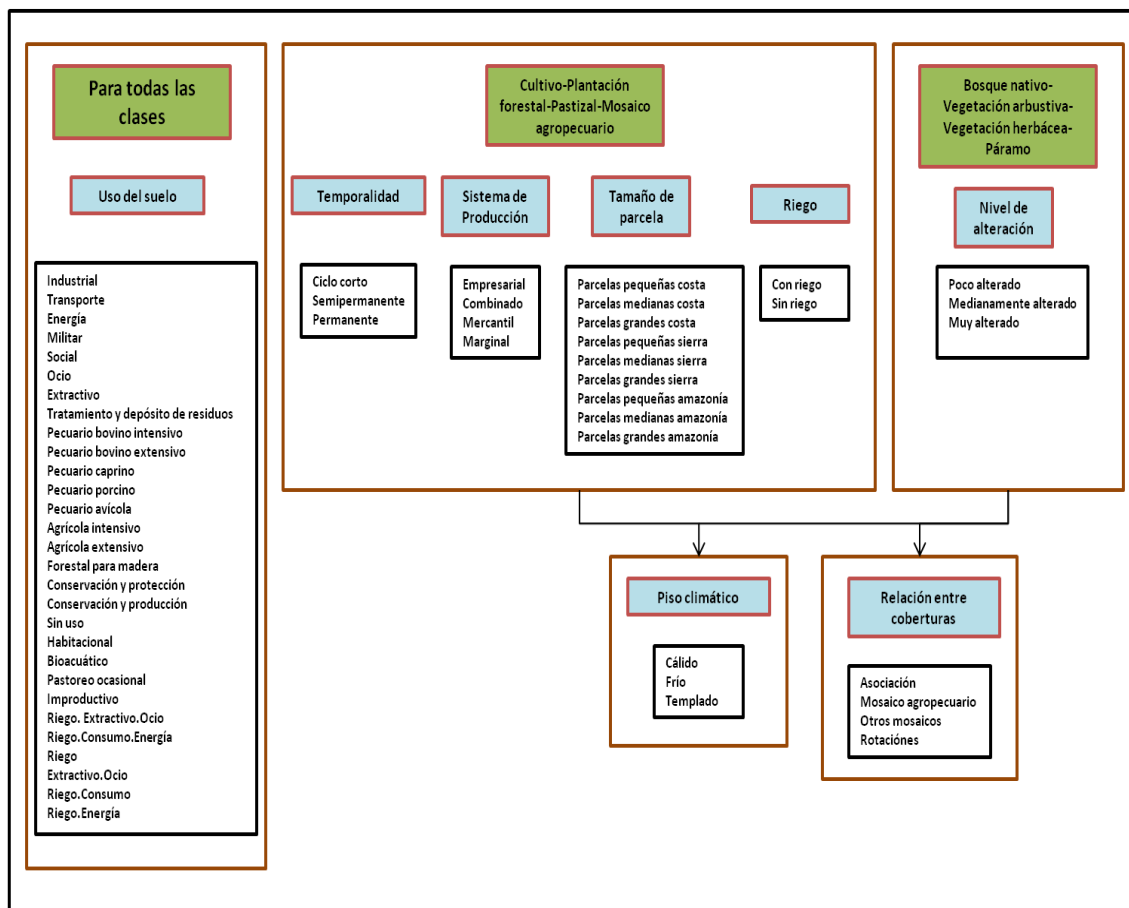 Para todas las
clases
Uso del suelo
Industrial
Transporte
Energía
Militar
Social
Ocio
Extractivo
Tratamiento y depósito de residuos
Pecuario bovino intensivo
Pecuario bovino extensivo
Pecuario caprino
Pecuario porcino
Pecuario avícola
Agrícola intensivo
Agrícola extensivo
Forestal para madera
Conservación y protección
Conservación y producción
Sin uso
Habitacional
Bioacuático
Pastoreo ocasional
Improductivo
Riego. Extractivo.Ocio
Riego.Consumo.Energía
Riego
Extractivo.Ocio
Riego.Consumo
Riego.Energía
Cultivo-Plantación
forestal-Pastizal-Mosaico
agropecuario
Temporalidad
Ciclo corto
Semipermanente
Permanente
Sistema de
Producción
Empresarial
Combinado
Mercantil
Marginal
Tamaño de
parcela
Parcelas pequeñas costa
Parcelas medianas costa
Parcelas grandes costa
Parcelas pequeñas sierra
Parcelas medianas sierra
Parcelas grandes sierra
Parcelas pequeñas amazonía
Parcelas medianas amazonía
Parcelas grandes amazonía
Riego
Con riego
Sin riego
Bosque nativo-
Vegetación arbustiva-
Vegetación herbácea-
Páramo
Nivel de
alteración
Poco alterado
Medianamente alterado
Muy alterado
Piso climático
Cálido
Frío
Templado
Relación entre
coberturas
Asociación
Mosaico agropecuario
Otros mosaicos
Rotaciónes